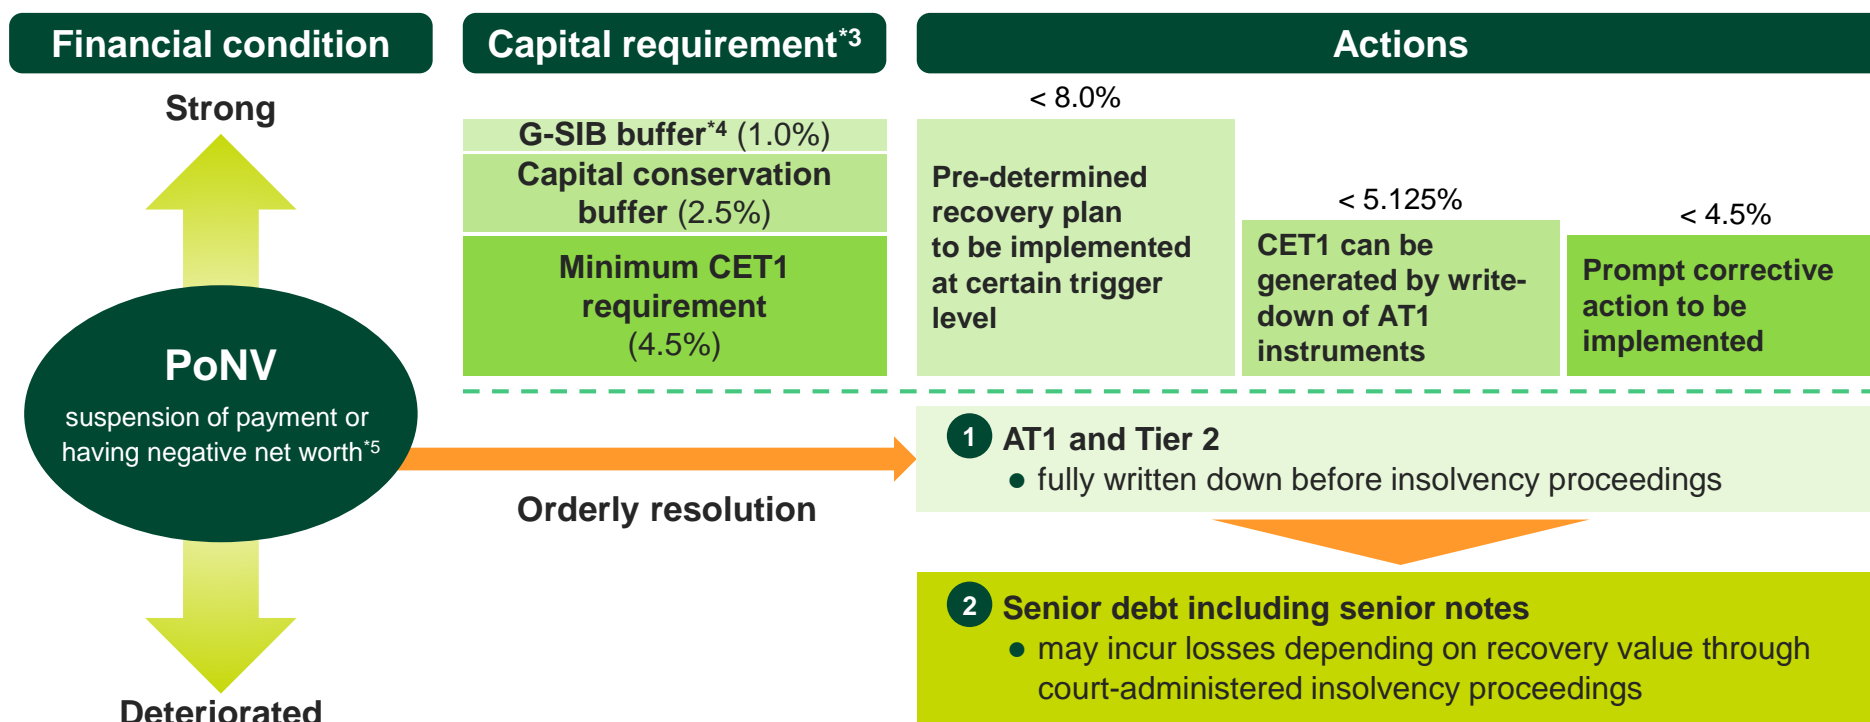 Financial condition
Capital requirement*3
Actions
Strong
G-SIB buffer*4 (1.0%)
Capital conservation
buffer (2.5%)
Minimum CET1
requirement
(4.5%)
< 8.0%
Pre-determined
recovery plan
to be implemented
at certain trigger
level
< 5.125%
CET1 can be
generated by write-
down of AT1
instruments
< 4.5%
Prompt corrective
action to be
implemented
PoNV
suspension of payment or
having negative net worth*5
Orderly resolution
1 AT1 and Tier 2
● fully written down before insolvency proceedings
2 Senior debt including senior notes
● may incur losses depending on recovery value through
court-administered insolvency proceedings
Deteriorated